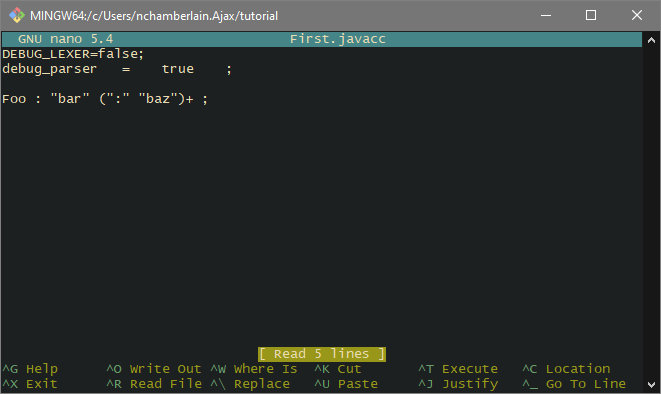 MINGW64:/c/Users/nchamberlain.Ajax/tutorial
GNU nano 5.4 First.javacc
DEBUG_LEXER=false;
debug_parser   =    true    ;
Foo : "bar" (":" "baz")+ ;
[ Read 5 lines ]
^G Help ^O Write Out ^W Where Is ^K Cut ^T Execute ^C Location
^X Exit ^R Read File ^\ Replace ^U Paste ^J Justify ^_ Go To Line